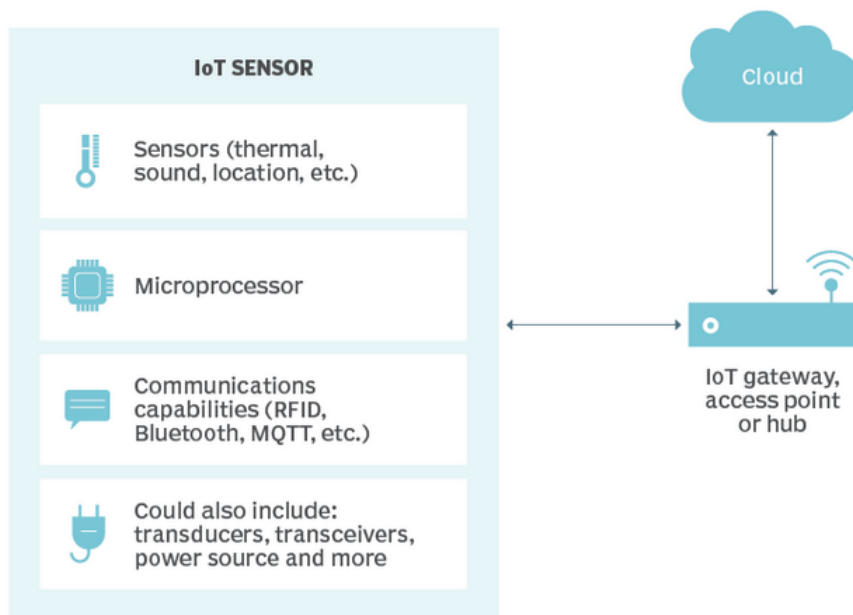 IoT SENSOR
Sensors (thermal,
sound, location, etc.)
Microprocessor
Communications
capabilities (RFID,
Bluetooth, MQTT, etc.)
Could also include:
transducers, transceivers,
power source and more
Cloud
IoT gateway,
access point
or hub